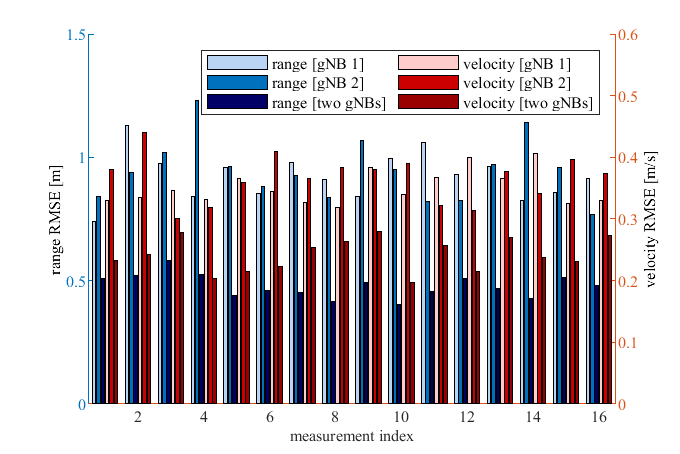 1.5
0.6
range [gNB 1]
velocity [gNB 1]
range [gNB 2]
velocity [gNB 2]
range [two gNBs]
velocity [two gNBs]
0.5
1
0.4
range RMSE [m]
velocity RMSE [m/s]
0.3
0.5
0.2
0.1
0
0
2
4
6
8
10
12
14
16
measurement index